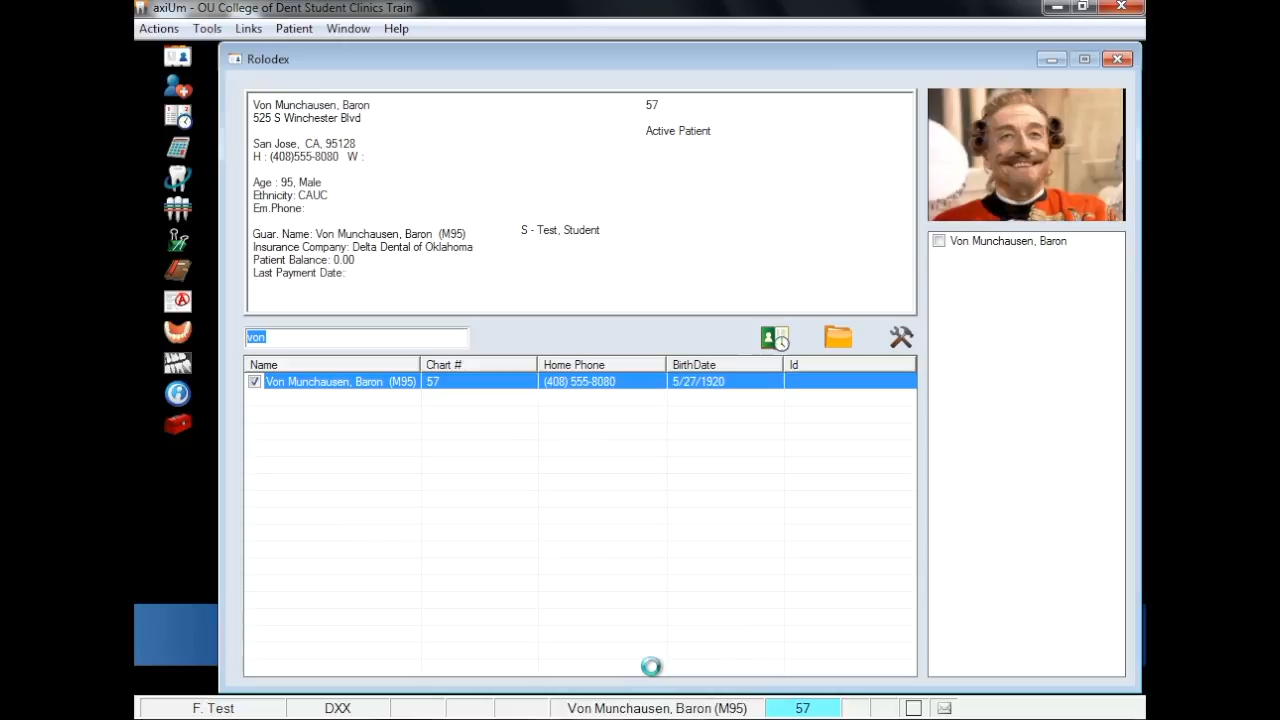 axiUm - OU College of Dent Student Clinics Train
Actions Tools Links Patient Window Help
Rolodex
Von Munchausen, Baron 57
525 S Winchester Blvd
Active Patient
San Jose, CA, 95128
H : (408)555-8080 W :
Age : 95, Male
Ethnicity: CAUC
Em.Phone:
S - Test, Student
Guar. Name: Von Munchausen, Baron (M95)
Insurance Company: Delta Dental of Oklahoma
Patient Balance: 0.00
Last Payment Date:
Von Munchausen, Baron
von
Name Chart # Home Phone BirthDate Id
Von Munchausen, Baron (M95) 57 (408) 555-8080 5/27/1920
F. Test DXX Von Munchausen, Baron (M95) 57